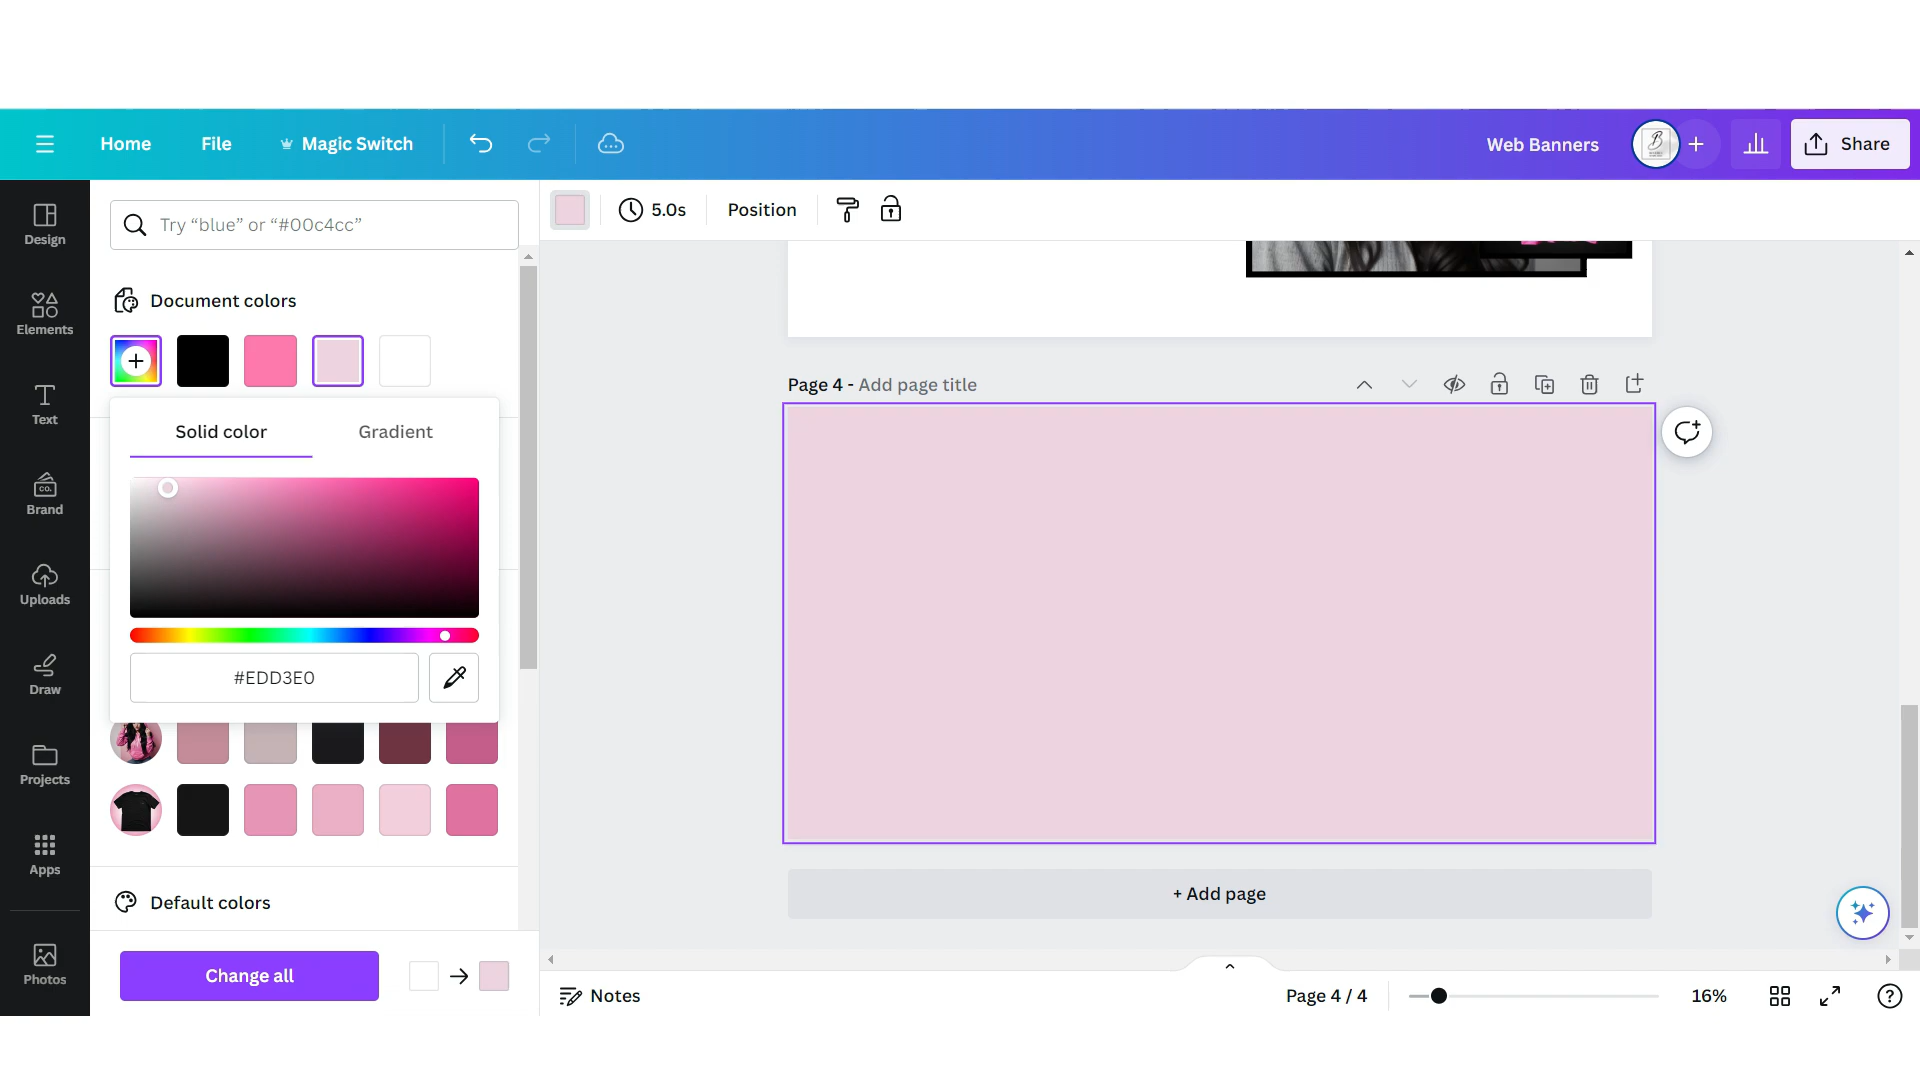 Home
File
Magic Switch
Web Banners
B
Share
Design
Elements
Text
CO.
Brand
Uploads
Draw
Projects
Apps
Photos
Try “blue” or “#00c4cc”
Document colors
Solid color
Gradient
#EDD3E0
Default colors
Change all
5.0s
Position
Page 4 - Add page title
+ Add page
Notes
Page 4 / 4
16%